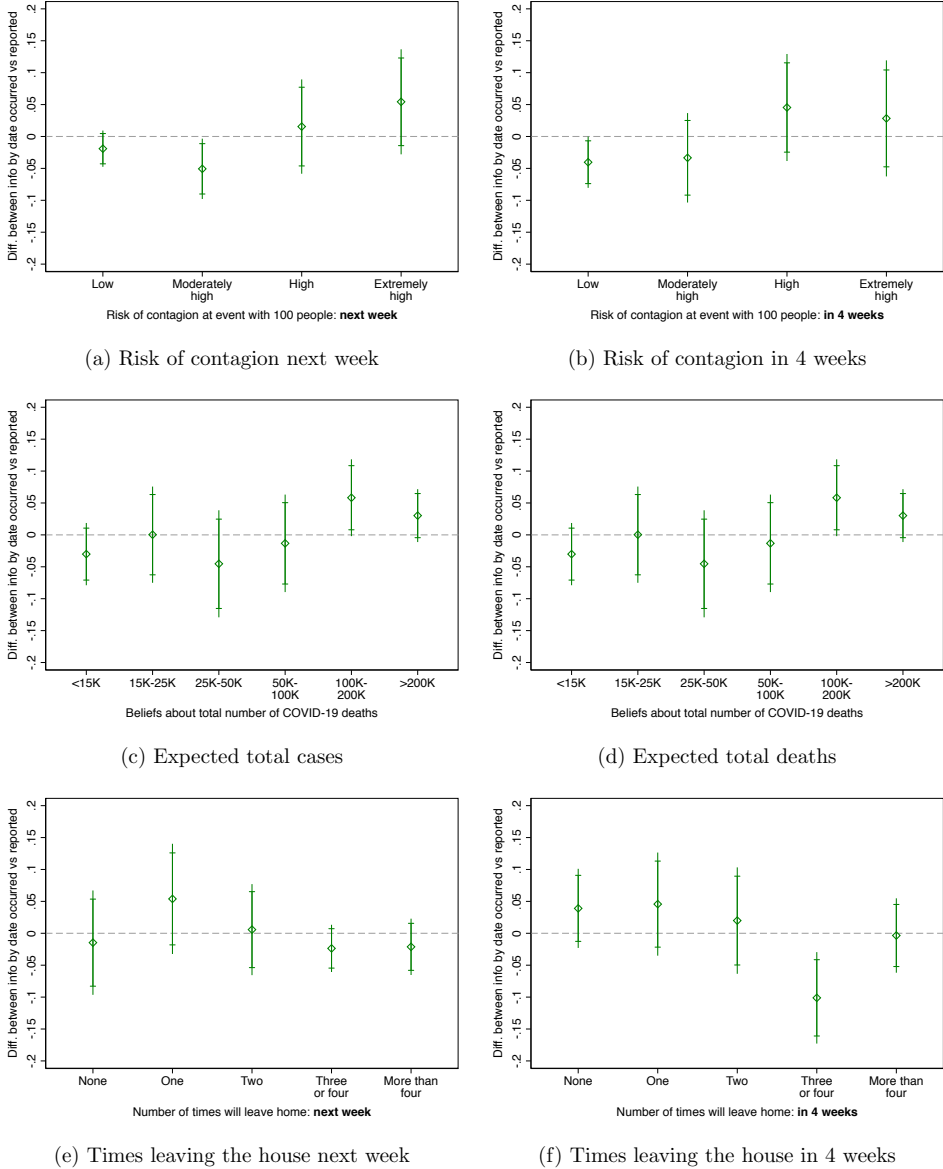 Diff. between info by date occurred vs reported
.2
.15
.1
.05
0
-.05
-.1
-.15
-.2
Low
Moderately
high
High
Extremely
high
Risk of contagion at event with 100 people: next week
(a) Risk of contagion next week
Diff. between info by date occurred vs reported
.2
.15
.1
.05
0
-.05
-.1
-.15
-.2
Low
Moderately
high
High
Extremely
high
Risk of contagion at event with 100 people: in 4 weeks
(b) Risk of contagion in 4 weeks
Diff. between info by date occurred vs reported
.2
.15
.1
.05
0
-.05
-.1
-.15
-.2
<15K
15K-25K
25K-50K
50K-
100K
100K-
200K
>200K
Beliefs about total number of COVID-19 deaths
(c) Expected total cases
Diff. between info by date occurred vs reported
.2
.15
.1
.05
0
-.05
-.1
-.15
-.2
<15K
15K-25K
25K-50K
50K-
100K
100K-
200K
>200K
Beliefs about total number of COVID-19 deaths
(d) Expected total deaths
Diff. between info by date occurred vs reported
.2
.15
.1
.05
0
-.05
-.1
-.15
-.2
None
One
Two
Three
or four
More than
four
Number of times will leave home: next week
(e) Times leaving the house next week
Diff. between info by date occurred vs reported
.2
.15
.1
.05
0
-.05
-.1
-.15
-.2
None
One
Two
Three
or four
More than
four
Number of times will leave home: in 4 weeks
(f) Times leaving the house in 4 weeks